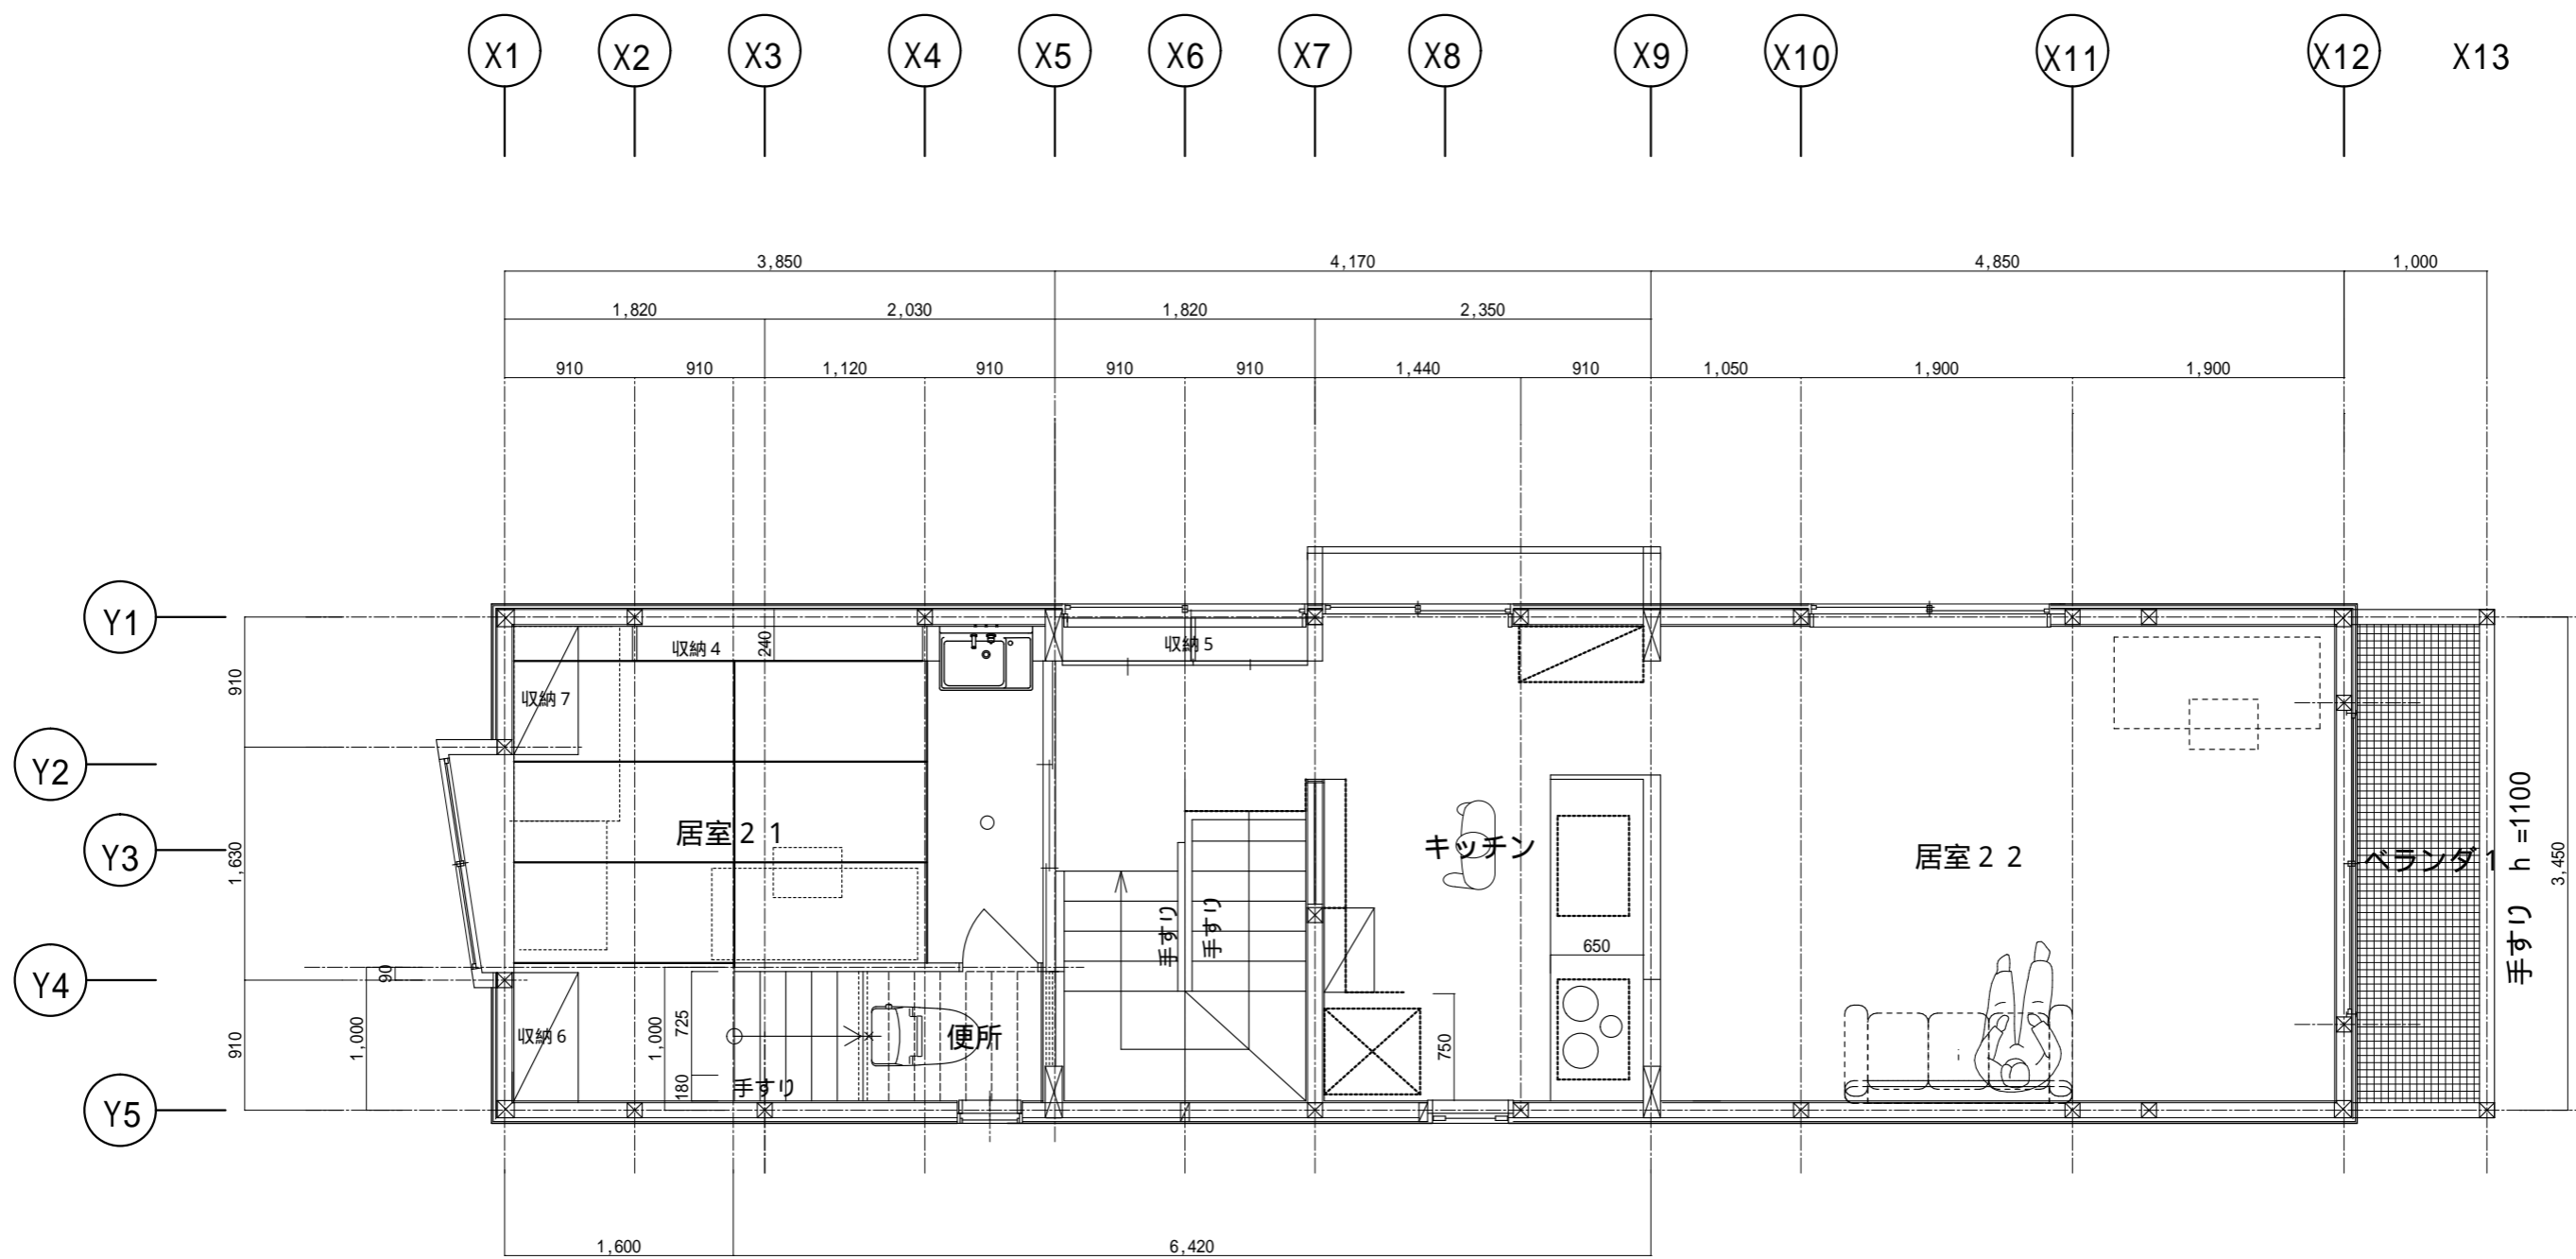 X1 X2 X3 X4 X5 X6 X7 X8 X9 X10 X11 X12 X13
3,850 4,170 4,850 1,000
1,820 2,030 1,820 2,350
910 910 1,120 910 910 910 1,440 910 1,050 1,900 1,900
Y1
Y2
Y3
Y4
Y5
910
1,630
910
90
1,000
収納4
240
収納5
収納7
居室21
キッチン
居室22
ベランダ1
手すり h=1100
3,450
手すり
手すり
650
収納6
1,000
725
180
便所
手すり
750
1,600 6,420